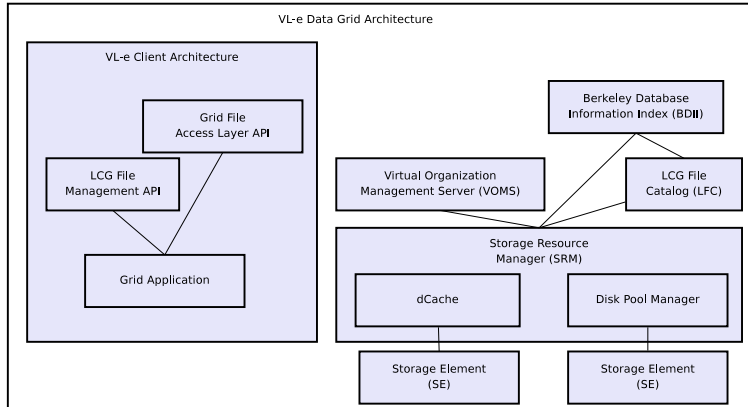 VL-e Data Grid Architecture
VL-e Client Architecture
Grid File
Access Layer API
LCG File
Management API
Grid Application
Berkeley Database
Information Index (BDII)
Virtual Organization
Management Server (VOMS)
LCG File
Catalog (LFC)
Storage Resource
Manager (SRM)
dCache
Disk Pool Manager
Storage Element
(SE)
Storage Element
(SE)